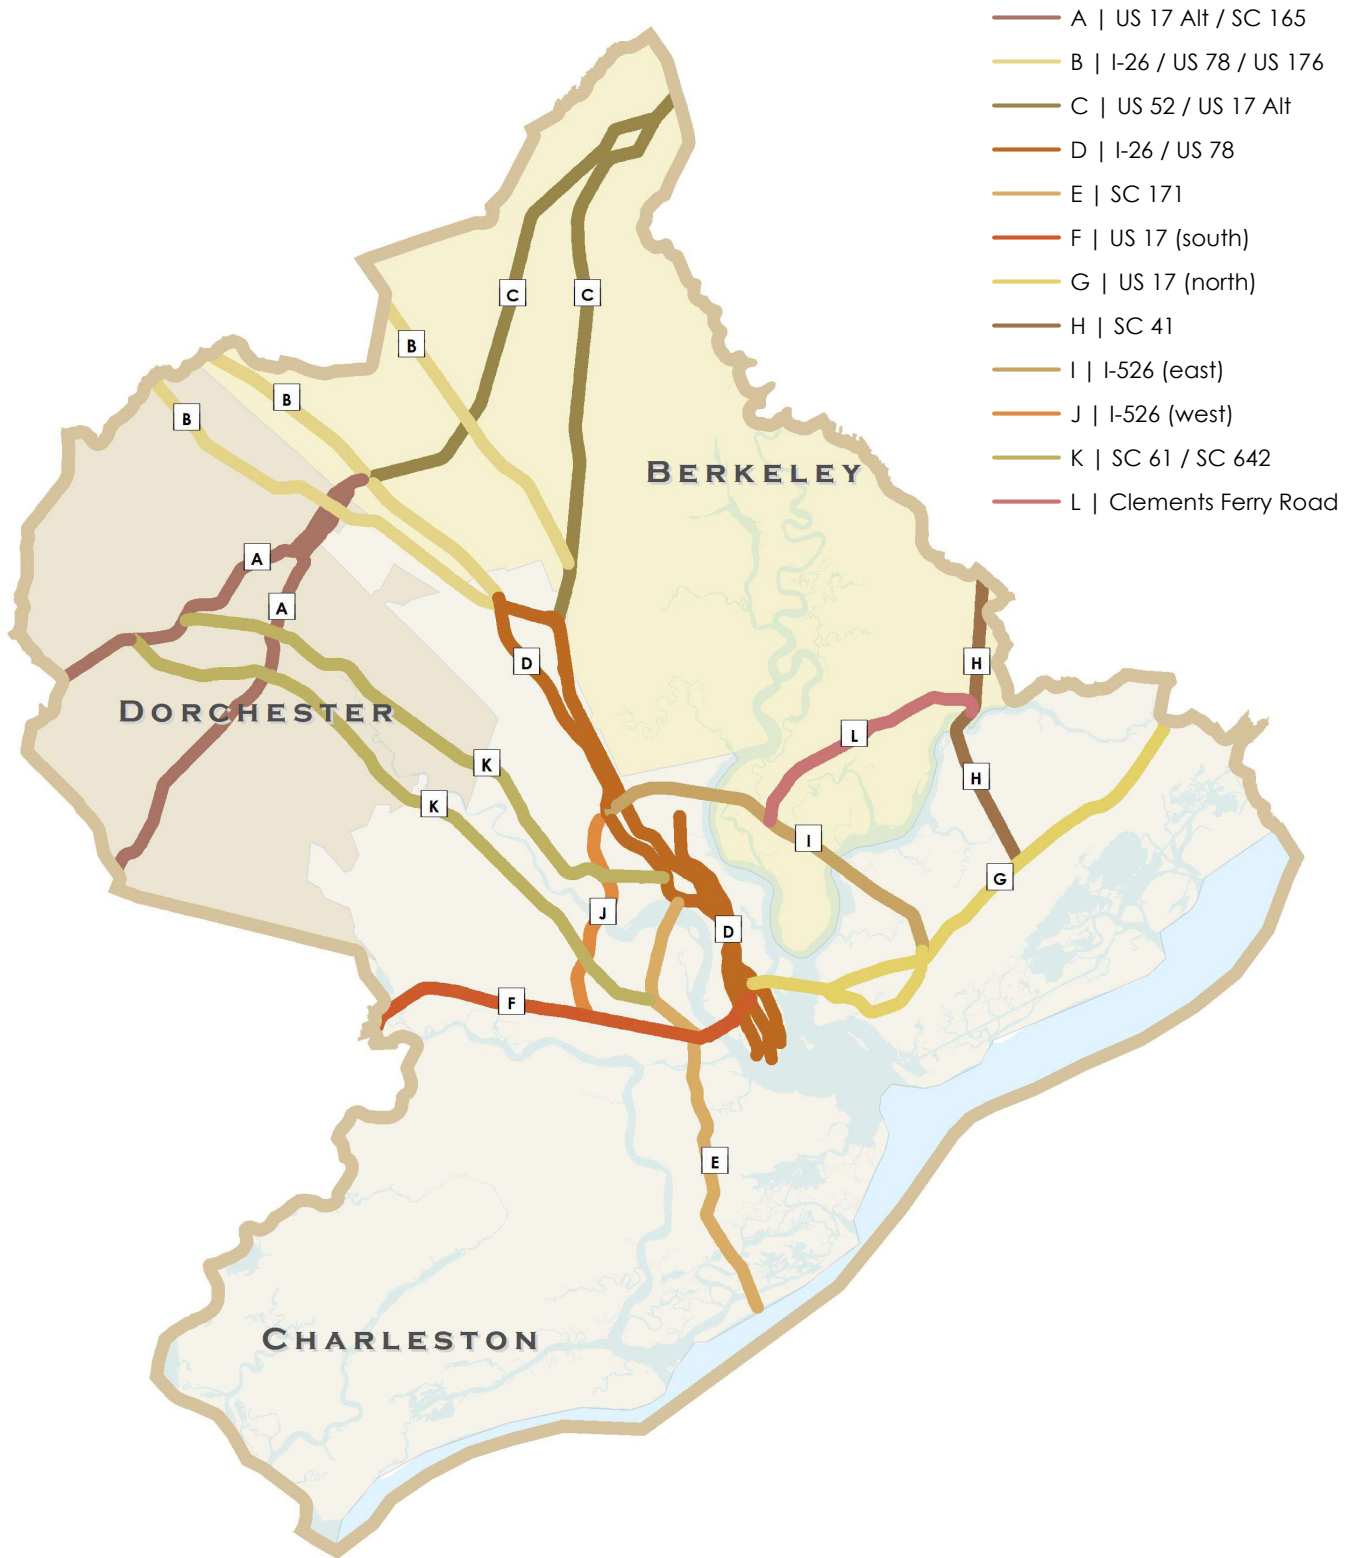 A | US 17 Alt / SC 165
B | I-26 / US 78 / US 176
C | US 52 / US 17 Alt
D | I-26 / US 78
E | SC 171
F | US 17 (south)
G | US 17 (north)
H | SC 41
I | I-526 (east)
J | I-526 (west)
K | SC 61 / SC 642
L | Clements Ferry Road
C
C
B
B
B
BERKELEY
A
A
D
H
DORCHESTER
L
K
H
K
I
G
J
D
F
E
CHARLESTON